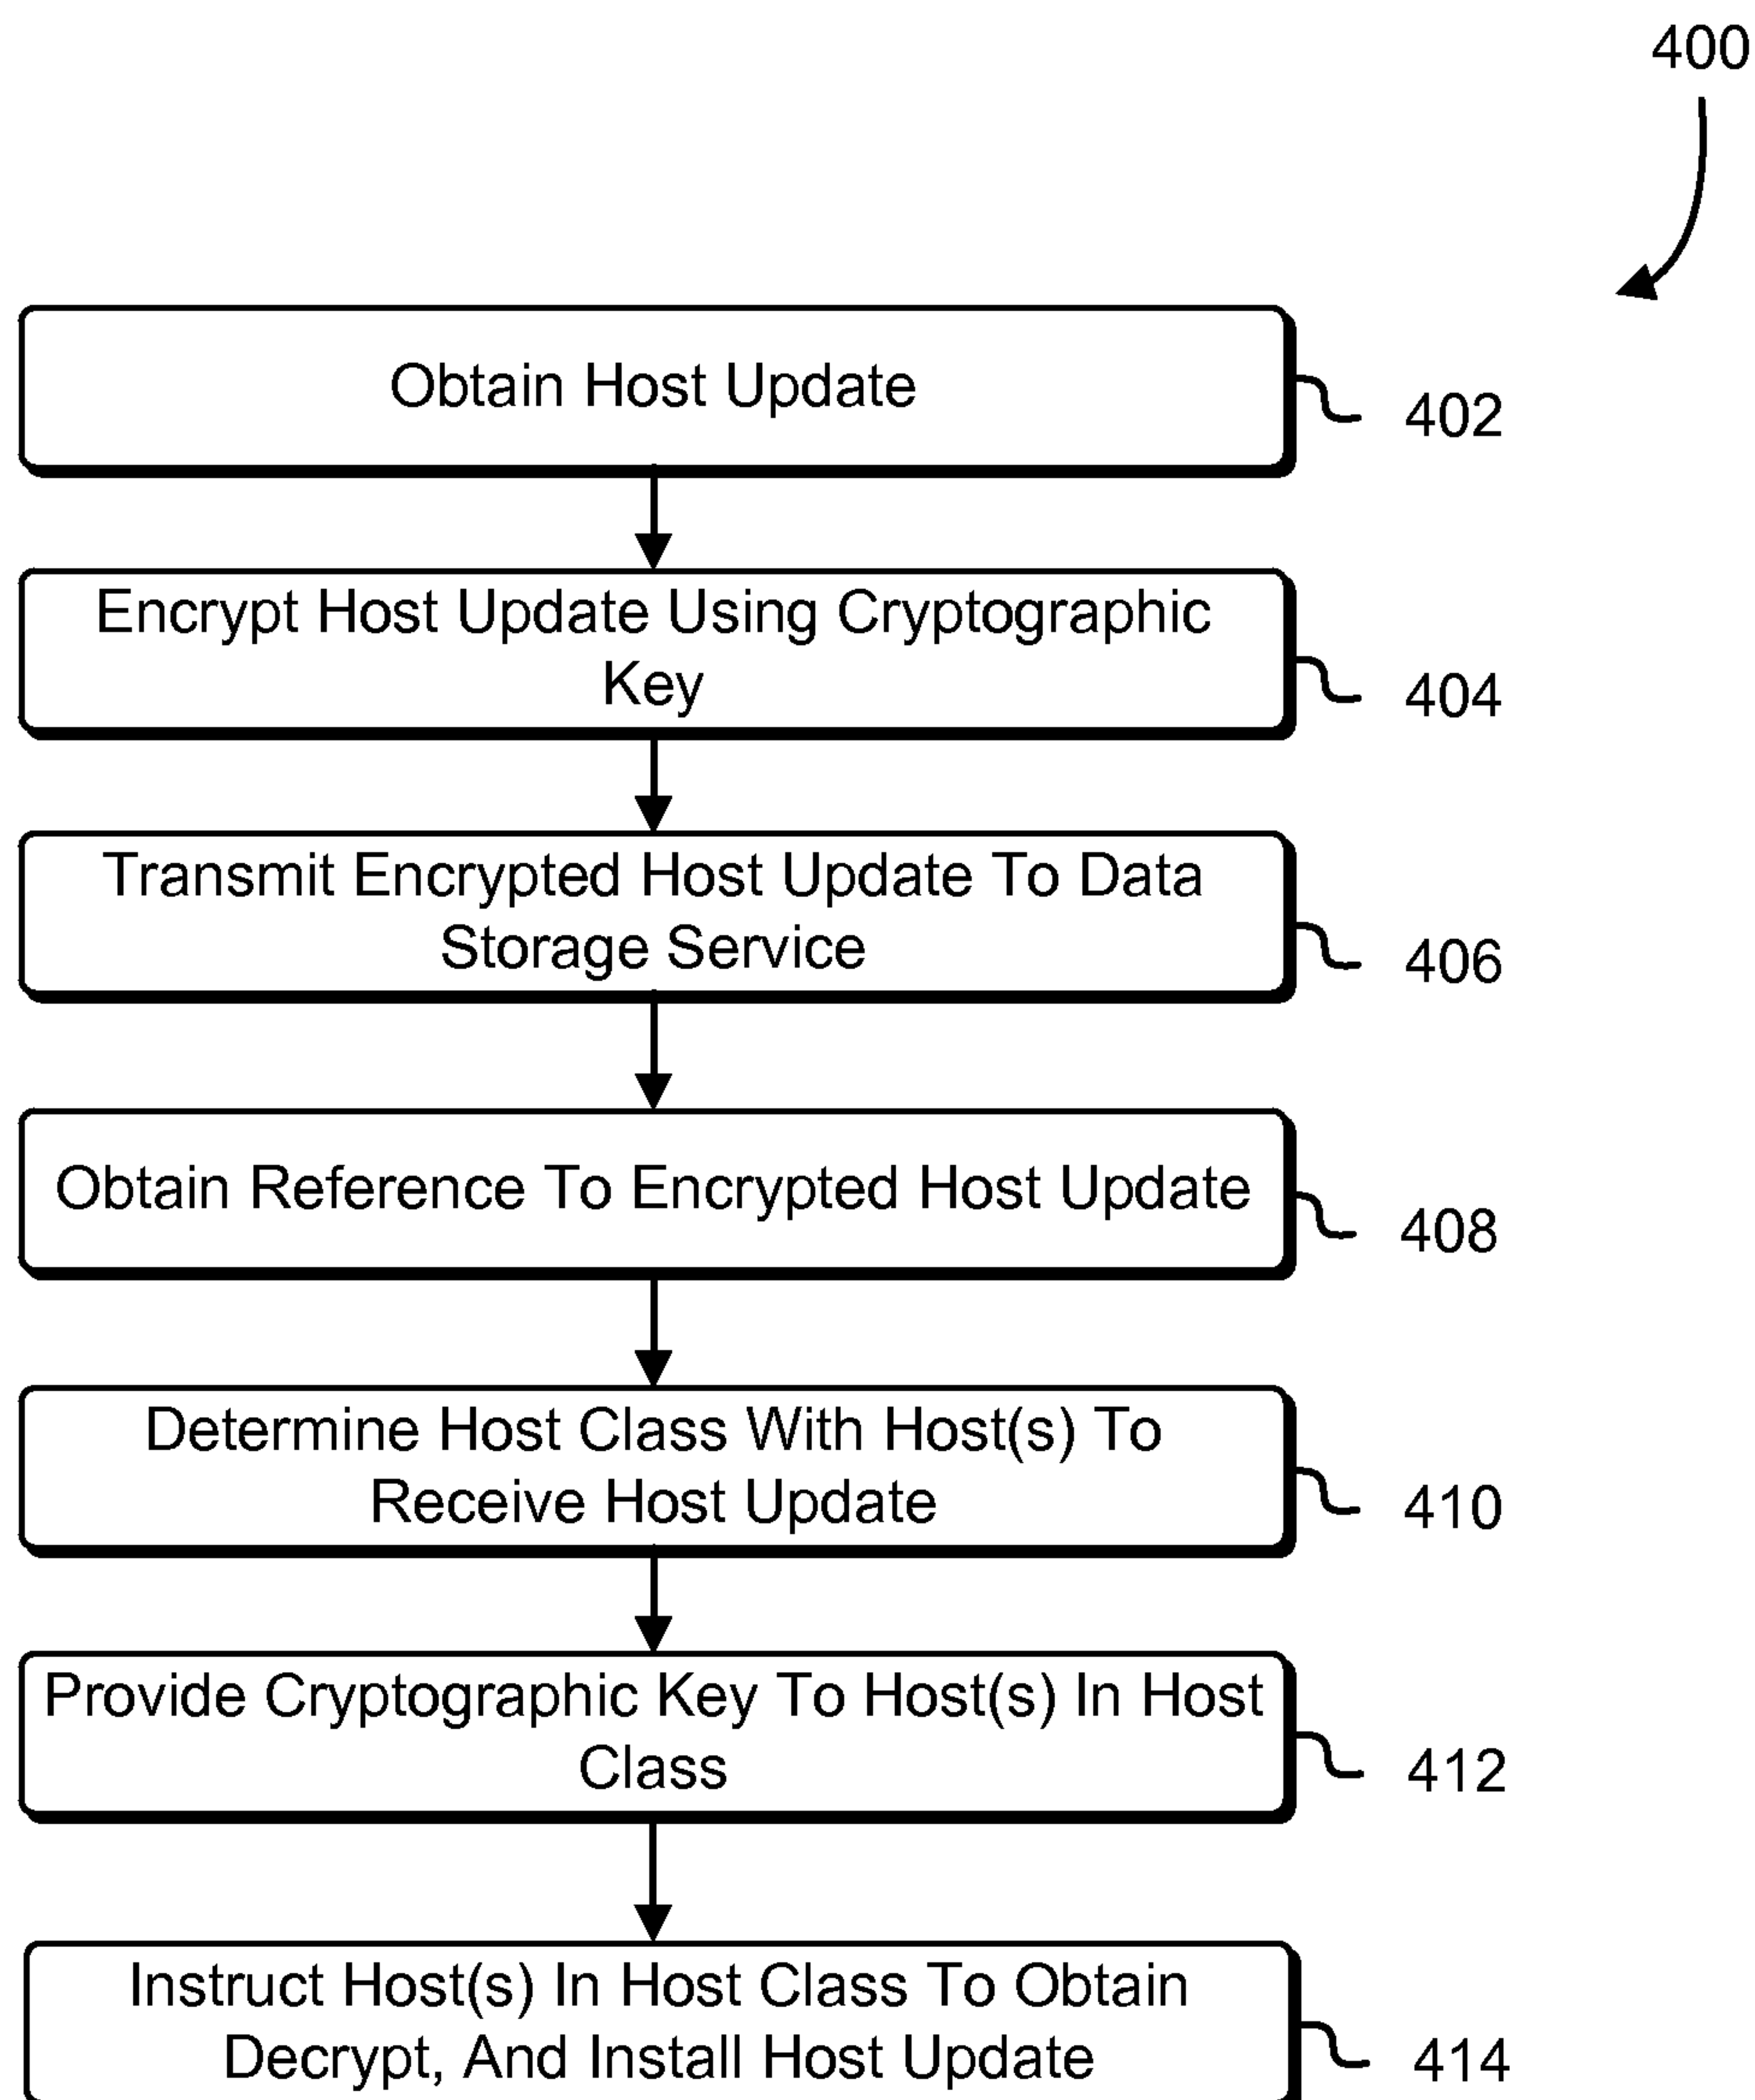 400
Obtain Host Update
402
Encrypt Host Update Using Cryptographic
Key
404
Transmit Encrypted Host Update To Data
Storage Service
406
Obtain Reference To Encrypted Host Update
408
Determine Host Class With Host(s) To
Receive Host Update
410
Provide Cryptographic Key To Host(s) In Host
Class
412
Instruct Host(s) In Host Class To Obtain
Decrypt, And Install Host Update
414